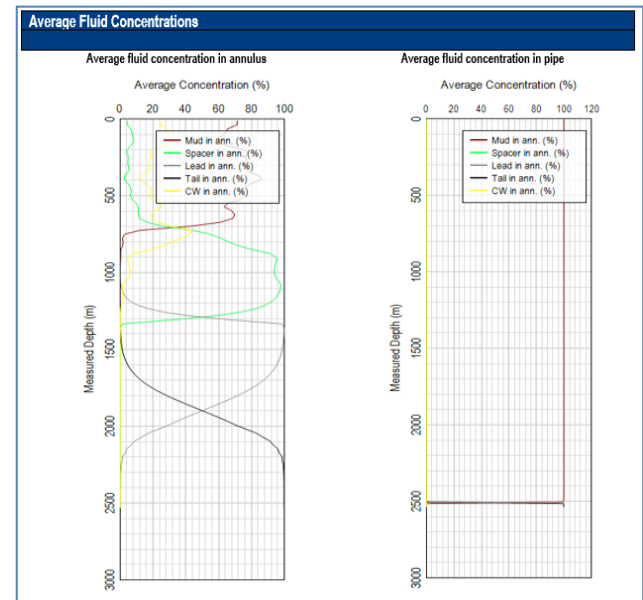 Average Fluid Concentrations
Average fluid concentration in annulus
Average Concentration (%)
0 20 40 60 80 100
Measured Depth (m)
0
500
1000
1500
2000
2500
3000
Mud in ann. (%)
Spacer in ann. (%)
Lead in ann. (%)
Tail in ann. (%)
CW in ann. (%)
Average fluid concentration in pipe
Average Concentration (%)
0 20 40 60 80 100 120
Measured Depth (m)
0
500
1000
1500
2000
2500
3000
Mud in ann. (%)
Spacer in ann. (%)
Lead in ann. (%)
Tail in ann. (%)
CW in ann. (%)